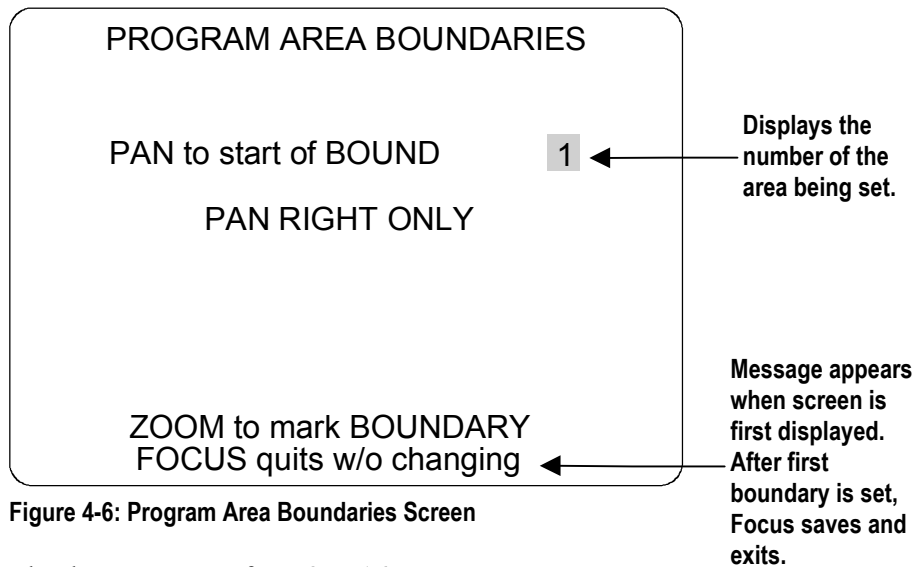 PROGRAM AREA BOUNDARIES
PAN to start of BOUND 1
Displays the
number of the
area being set.
PAN RIGHT ONLY
ZOOM to mark BOUNDARY
FOCUS quits w/o changing
Message appears
when screen is
first displayed.
After first
boundary is set,
Focus saves and
exits.
Figure 4-6: Program Area Boundaries Screen